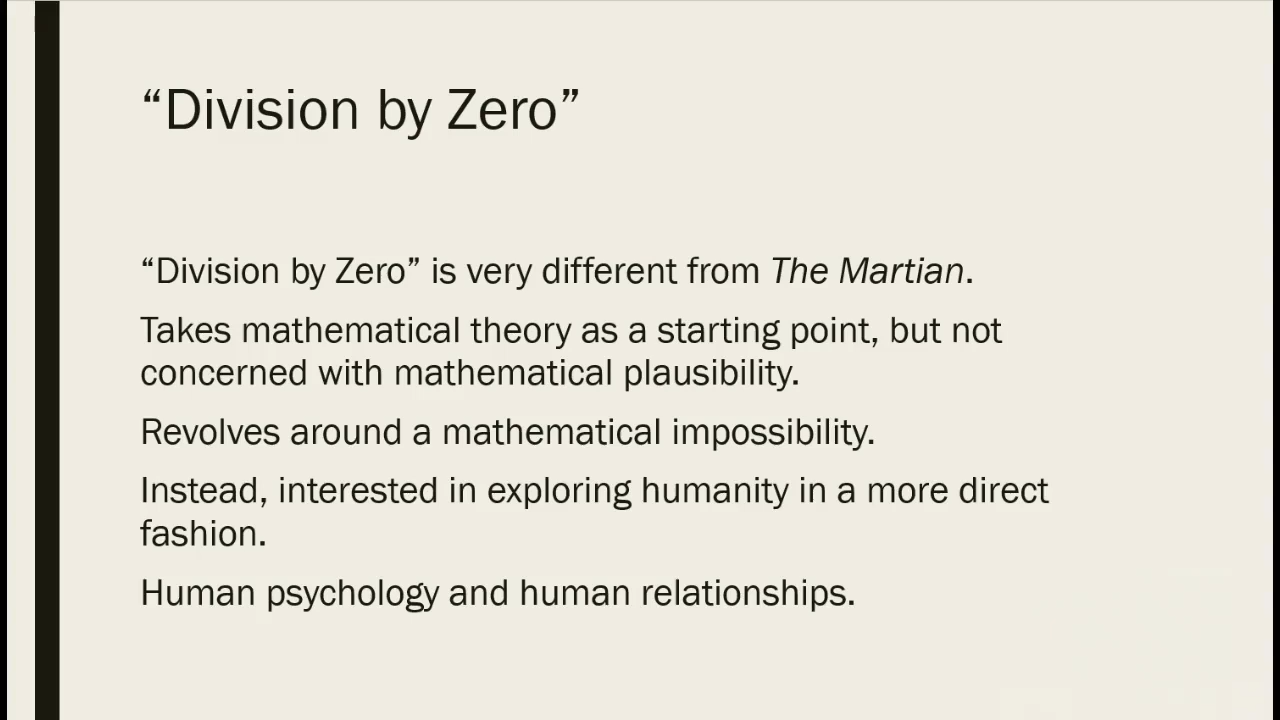 “Division by Zero”
“Division by Zero” is very different from The Martian.
Takes mathematical theory as a starting point, but not
concerned with mathematical plausibility.
Revolves around a mathematical impossibility.
Instead, interested in exploring humanity in a more direct
fashion.
Human psychology and human relationships.